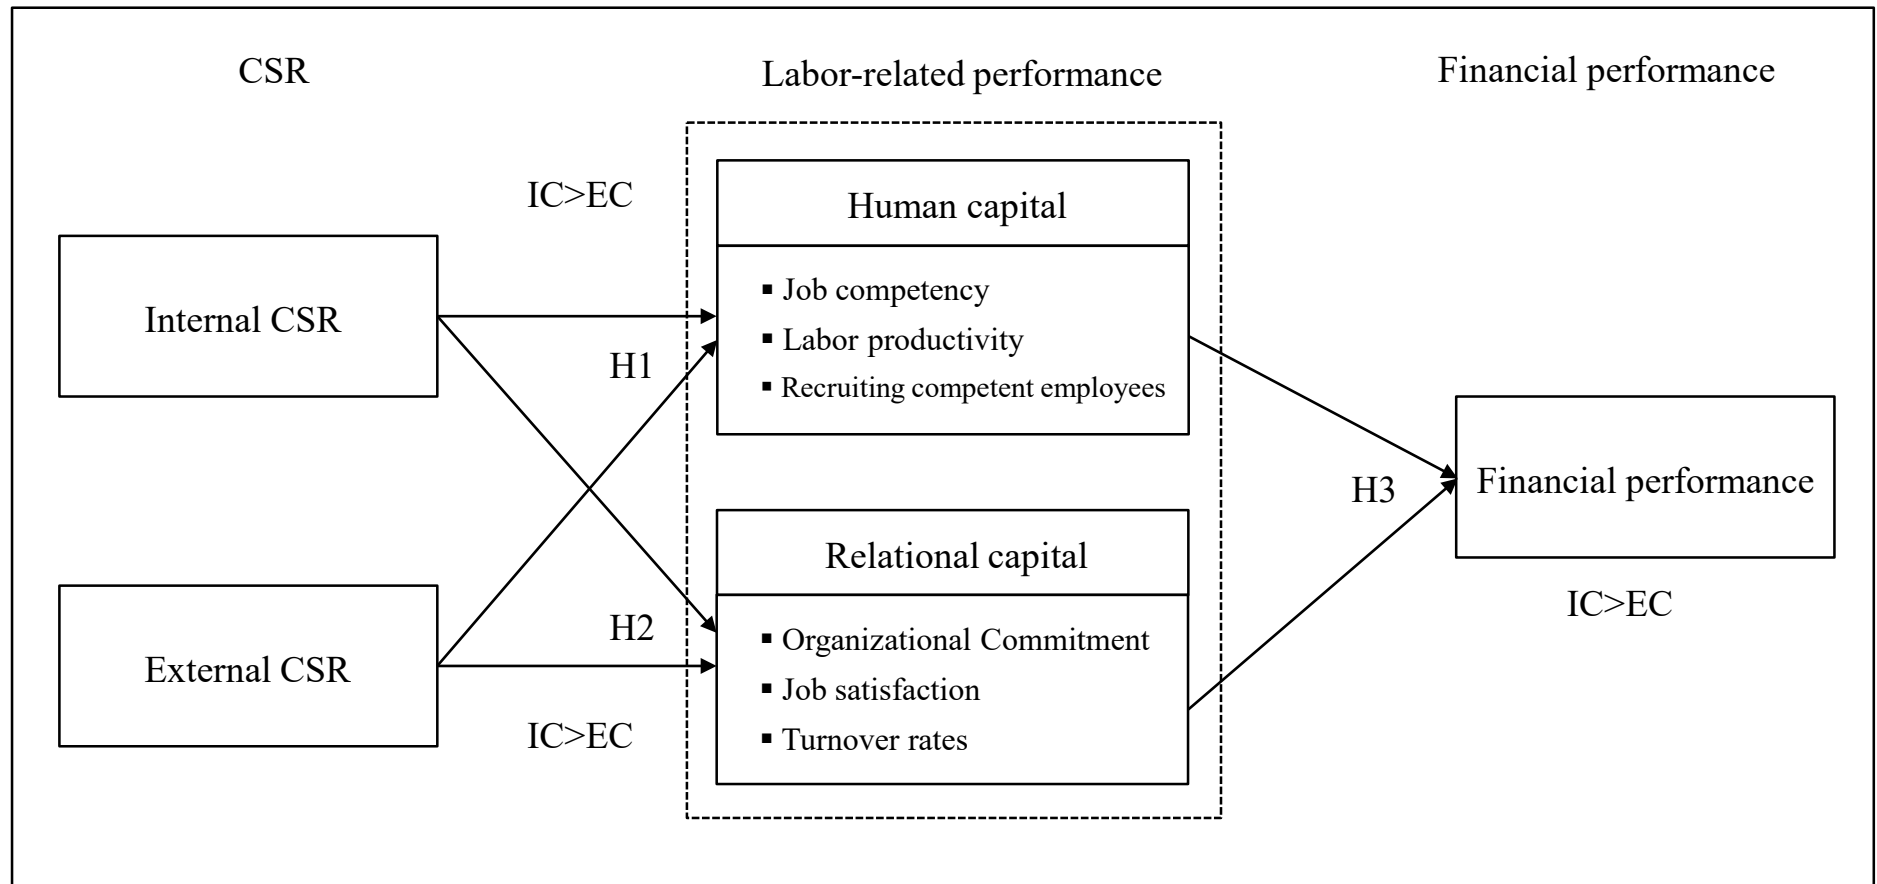 CSR
Labor-related performance
Financial performance
IC>EC
Human capital
Internal CSR
▪ Job competency
▪ Labor productivity
▪ Recruiting competent employees
H1
H3
Financial performance
Relational capital
IC>EC
External CSR
H2
▪ Organizational Commitment
▪ Job satisfaction
▪ Turnover rates
IC>EC